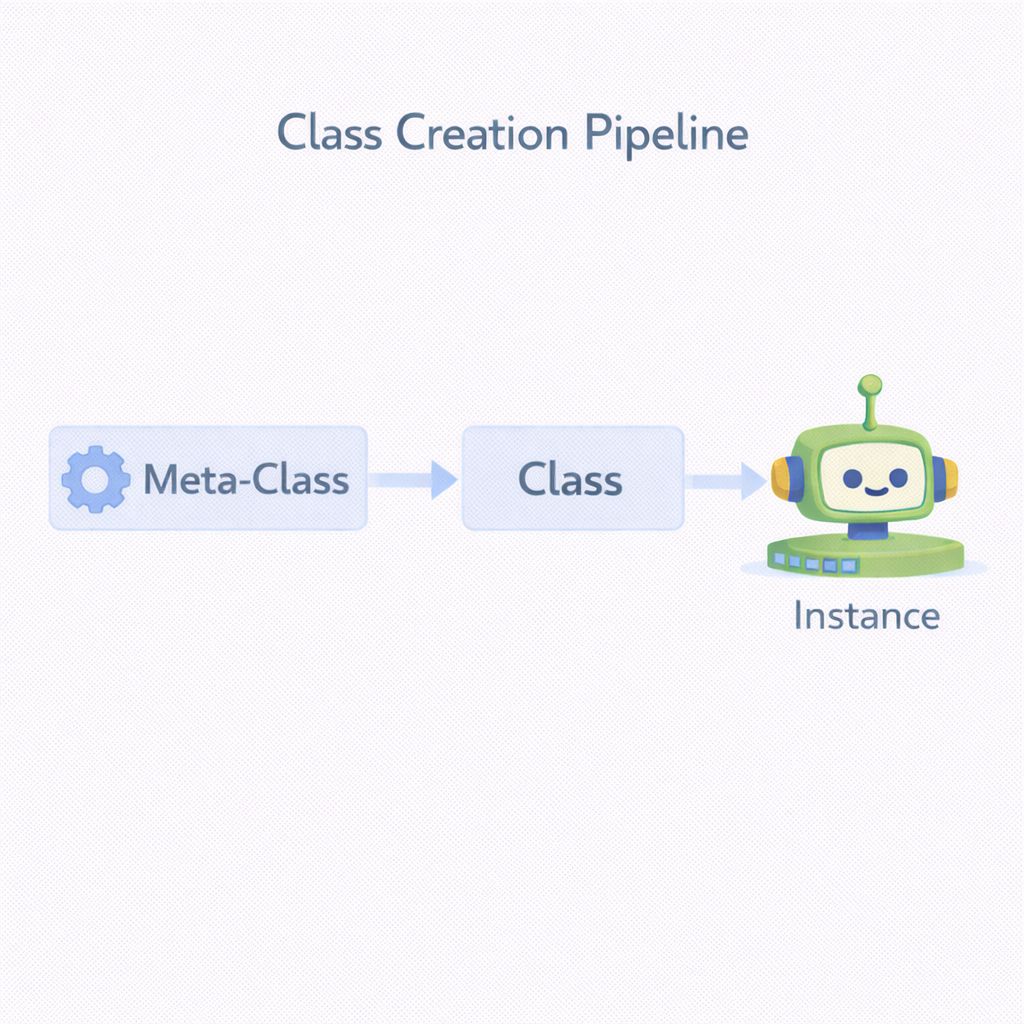 Class Creation Pipeline
Meta-Class
Class
Instance